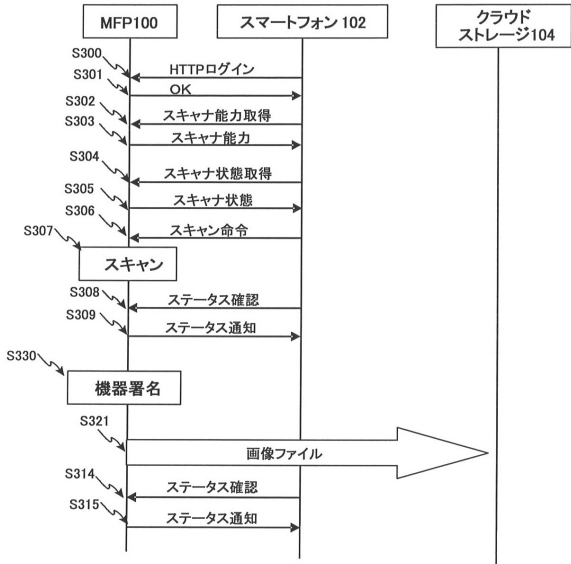 MFP100
スマートフォン 102
クラウド
ストレージ104
S300
HTTPログイン
S301
OK
S302
スキャナ能力取得
S303
スキャナ能力
S304
スキャナ状態取得
S305
スキャナ状態
S306
スキャン命令
S307
スキャン
S308
ステータス確認
S309
ステータス通知
S330
機器署名
S321
画像ファイル
S314
ステータス確認
S315
ステータス通知